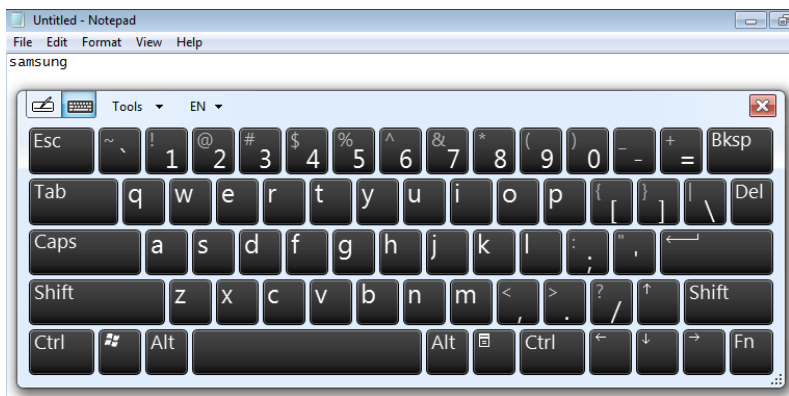 Untitled - Notepad
File Edit Format View Help
samsung
Tools EN
Esc ~ ` ! 1 @ 2 # 3 $ 4 % 5 ^ 6 & 7 * 8 ( 9 ) 0 _ - + = Bksp
Tab q w e r t y u i o p { [ } ] | \ Del
Caps a s d f g h j k l : ; " '
Shift z x c v b n m < , > . ? / ↑ Shift
Ctrl Alt Alt Ctrl ← ↓ → Fn